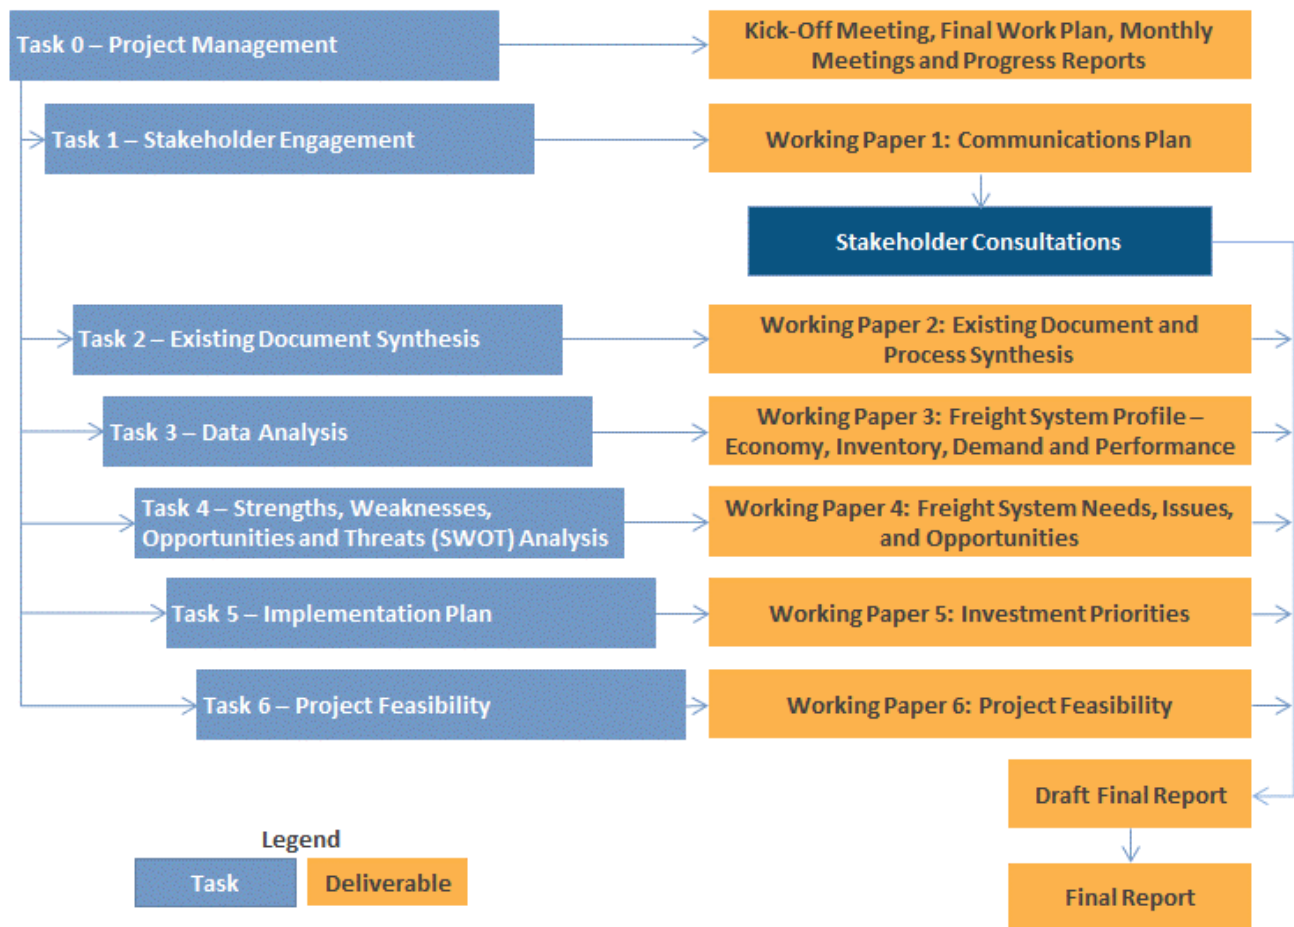 Task 0 – Project Management
Kick-Off Meeting, Final Work Plan, Monthly
Meetings and Progress Reports
Task 1 – Stakeholder Engagement
Working Paper 1: Communications Plan
Stakeholder Consultations
Task 2 – Existing Document Synthesis
Working Paper 2: Existing Document and
Process Synthesis
Task 3 – Data Analysis
Working Paper 3: Freight System Profile –
Economy, Inventory, Demand and Performance
Task 4 – Strengths, Weaknesses,
Opportunities and Threats (SWOT) Analysis
Working Paper 4: Freight System Needs, Issues,
and Opportunities
Task 5 – Implementation Plan
Working Paper 5: Investment Priorities
Task 6 – Project Feasibility
Working Paper 6: Project Feasibility
Draft Final Report
Final Report
Legend
Task
Deliverable